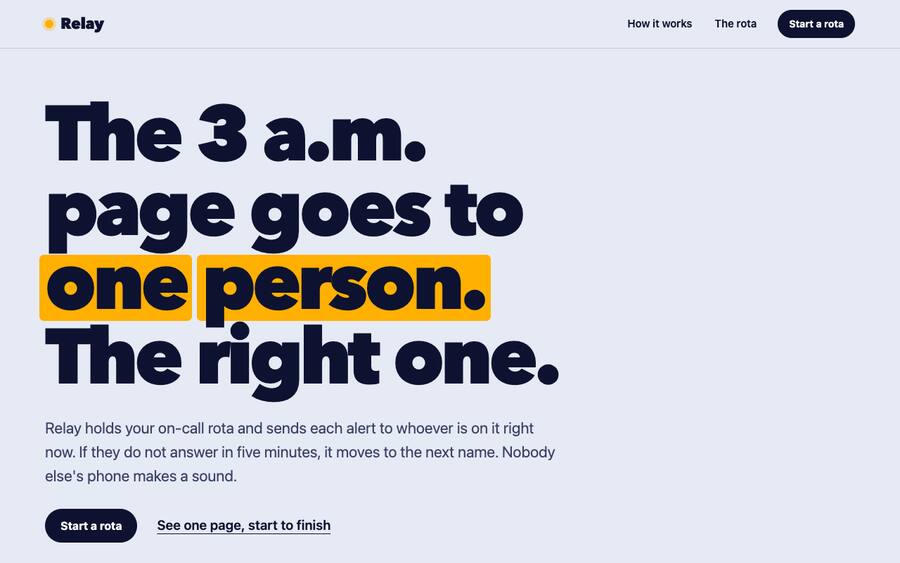 Relay
How it works
The rota
Start a rota
The 3 a.m.
page goes to
one person.
The right one.
Relay holds your on-call rota and sends each alert to whoever is on it right
now. If they do not answer in five minutes, it moves to the next name. Nobody
else's phone makes a sound.
Start a rota
See one page, start to finish